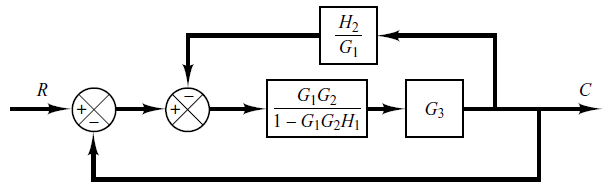 H₂
G₁
R
+
−
+
−
G₁G₂
1 − G₁G₂H₁
G₃
C